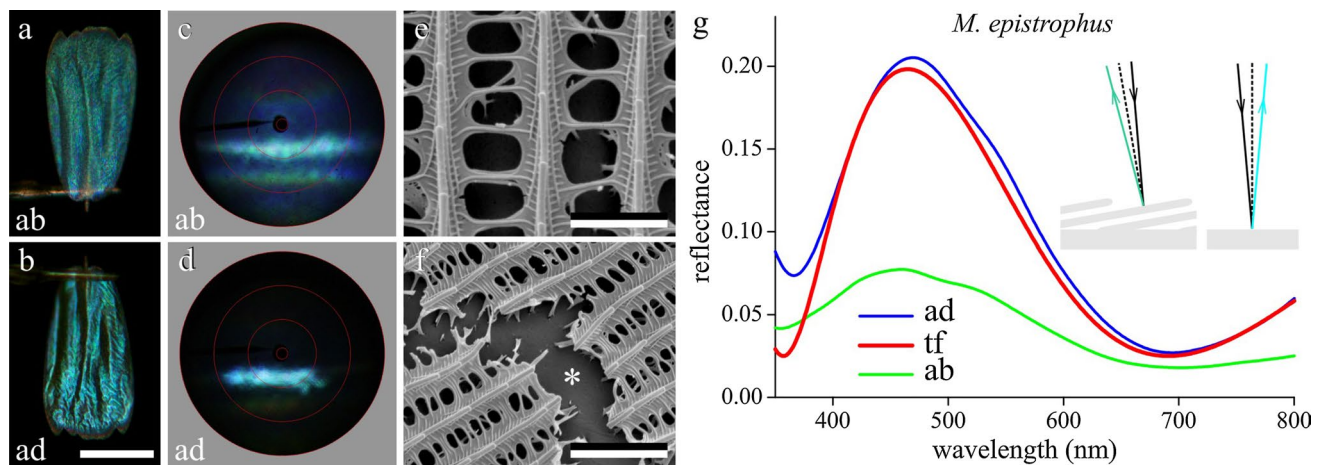 a
ab
b
ad
c
ab
d
ad
e
f
*
g
M. epistrophus
reflectance
0.20
0.15
0.10
0.05
0.00
ad
tf
ab
400
500
600
700
800
wavelength (nm)